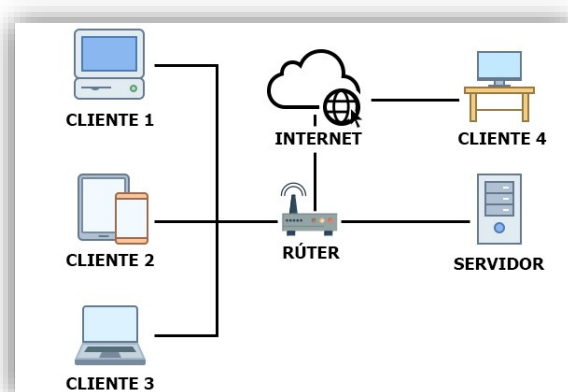 CLIENTE 1
INTERNET
CLIENTE 4
CLIENTE 2
RÚTER
SERVIDOR
CLIENTE 3